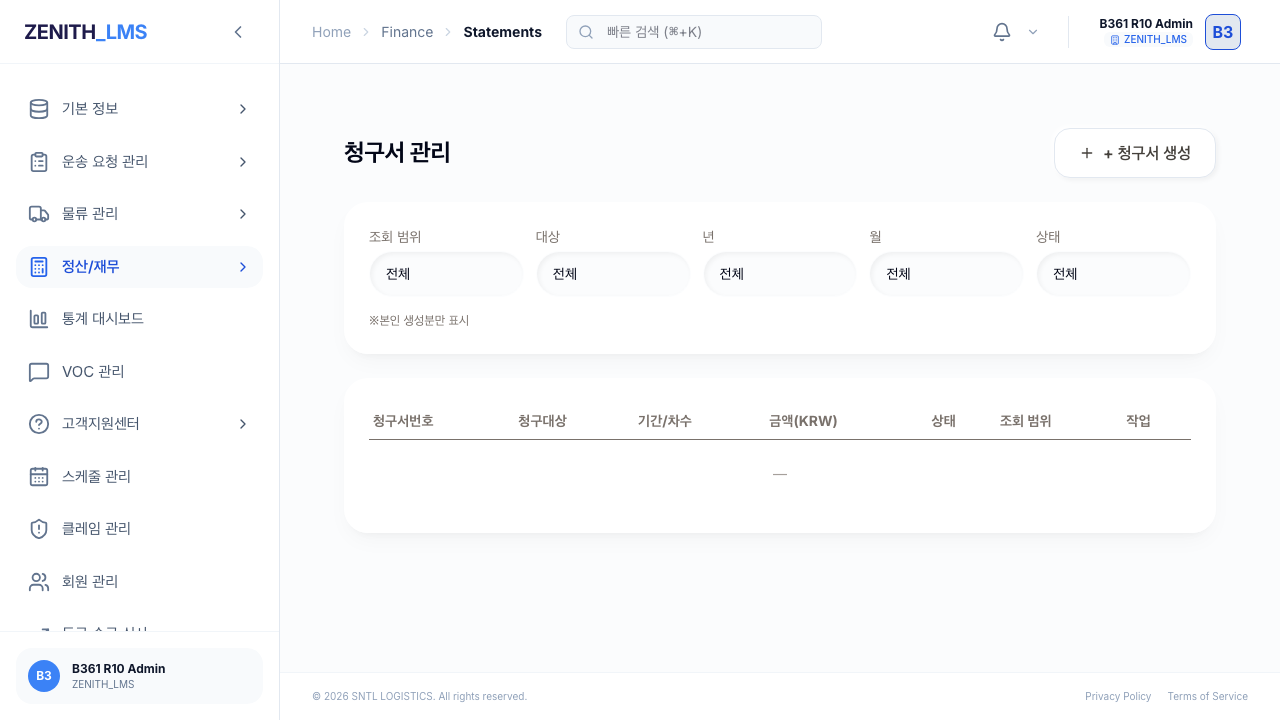 ZENITH_LMS
기본 정보
운송 요청 관리
물류 관리
정산/재무
통계 대시보드
VOC 관리
고객지원센터
스케줄 관리
클레임 관리
회원 관리
B3
B361 R10 Admin
ZENITH_LMS
Home
Finance
Statements
빠른 검색 (⌘+K)
B361 R10 Admin
ZENITH_LMS
B3
청구서 관리
+ 청구서 생성
조회 범위
대상
년
월
상태
전체
전체
전체
전체
전체
※본인 생성분만 표시
청구서번호
청구대상
기간/차수
금액(KRW)
상태
조회 범위
작업
—
© 2026 SNTL LOGISTICS. All rights reserved.
Privacy Policy
Terms of Service